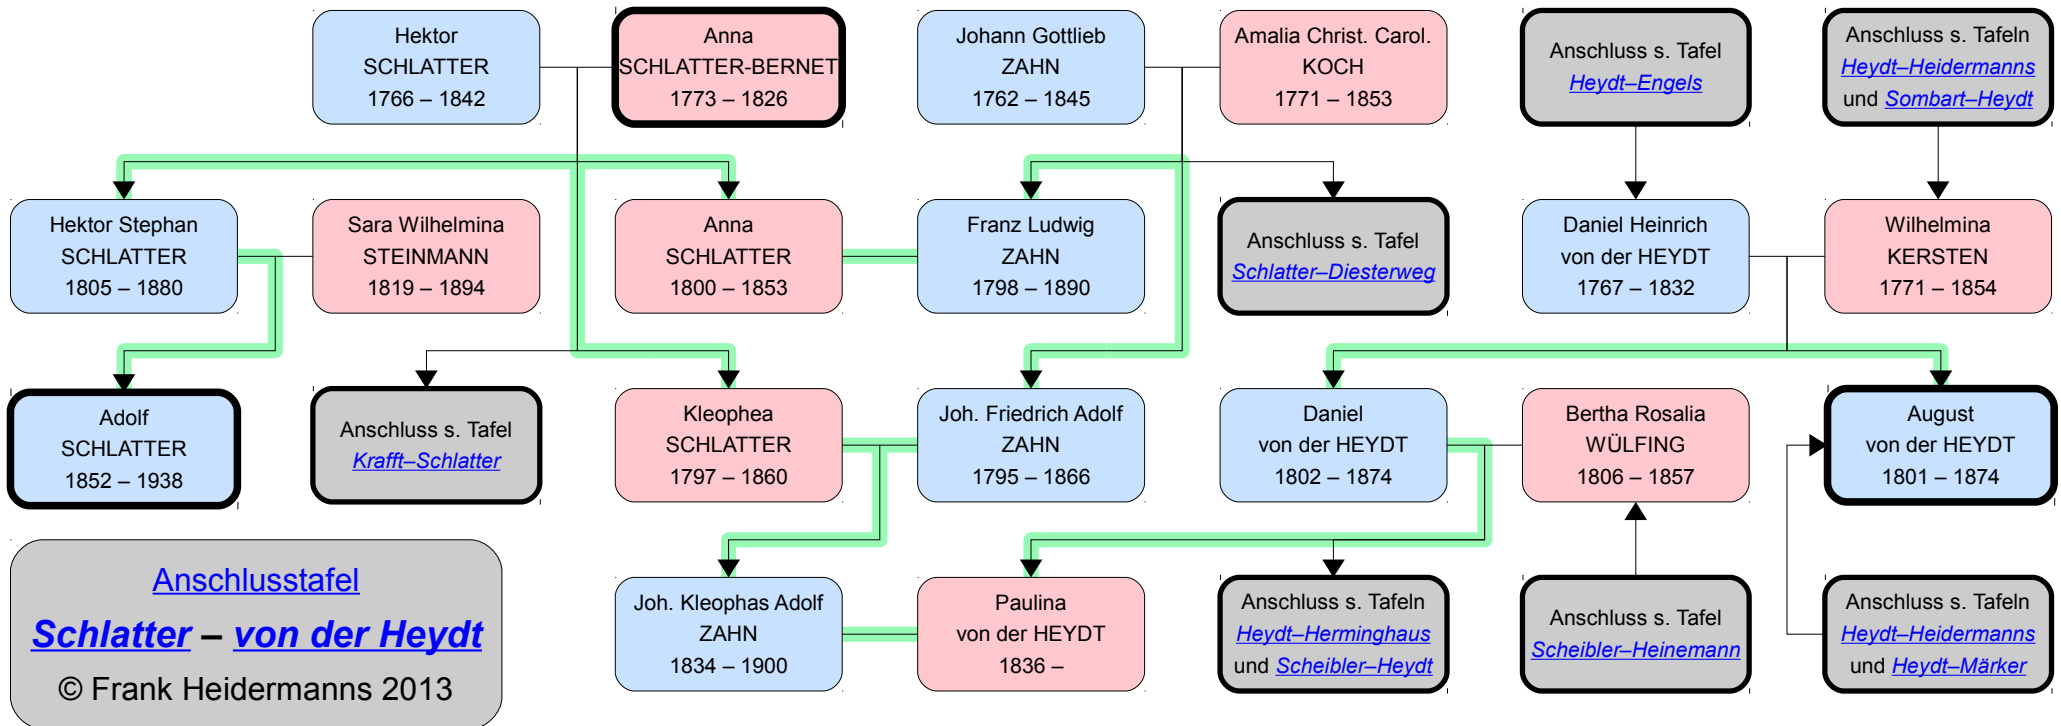 Hektor
SCHLATTER
1766 – 1842
Anna
SCHLATTER-BERNET
1773 – 1826
Johann Gottlieb
ZAHN
1762 – 1845
Amalia Christ. Carol.
KOCH
1771 – 1853
Anschluss s. Tafel
Heydt–Engels
Anschluss s. Tafeln
Heydt–Heidermanns
und Sombart–Heydt
Hektor Stephan
SCHLATTER
1805 – 1880
Sara Wilhelmina
STEINMANN
1819 – 1894
Anna
SCHLATTER
1800 – 1853
Franz Ludwig
ZAHN
1798 – 1890
Anschluss s. Tafel
Schlatter–Diesterweg
Daniel Heinrich
von der HEYDT
1767 – 1832
Wilhelmina
KERSTEN
1771 – 1854
Adolf
SCHLATTER
1852 – 1938
Anschluss s. Tafel
Krafft–Schlatter
Kleophea
SCHLATTER
1797 – 1860
Joh. Friedrich Adolf
ZAHN
1795 – 1866
Daniel
von der HEYDT
1802 – 1874
Bertha Rosalia
WÜLFING
1806 – 1857
August
von der HEYDT
1801 – 1874
Anschlusstafel
Schlatter – von der Heydt
© Frank Heidermanns 2013
Joh. Kleophas Adolf
ZAHN
1834 – 1900
Paulina
von der HEYDT
1836 –
Anschluss s. Tafeln
Heydt–Herminghaus
und Scheibler–Heydt
Anschluss s. Tafel
Scheibler–Heinemann
Anschluss s. Tafeln
Heydt–Heidermanns
und Heydt–Märker